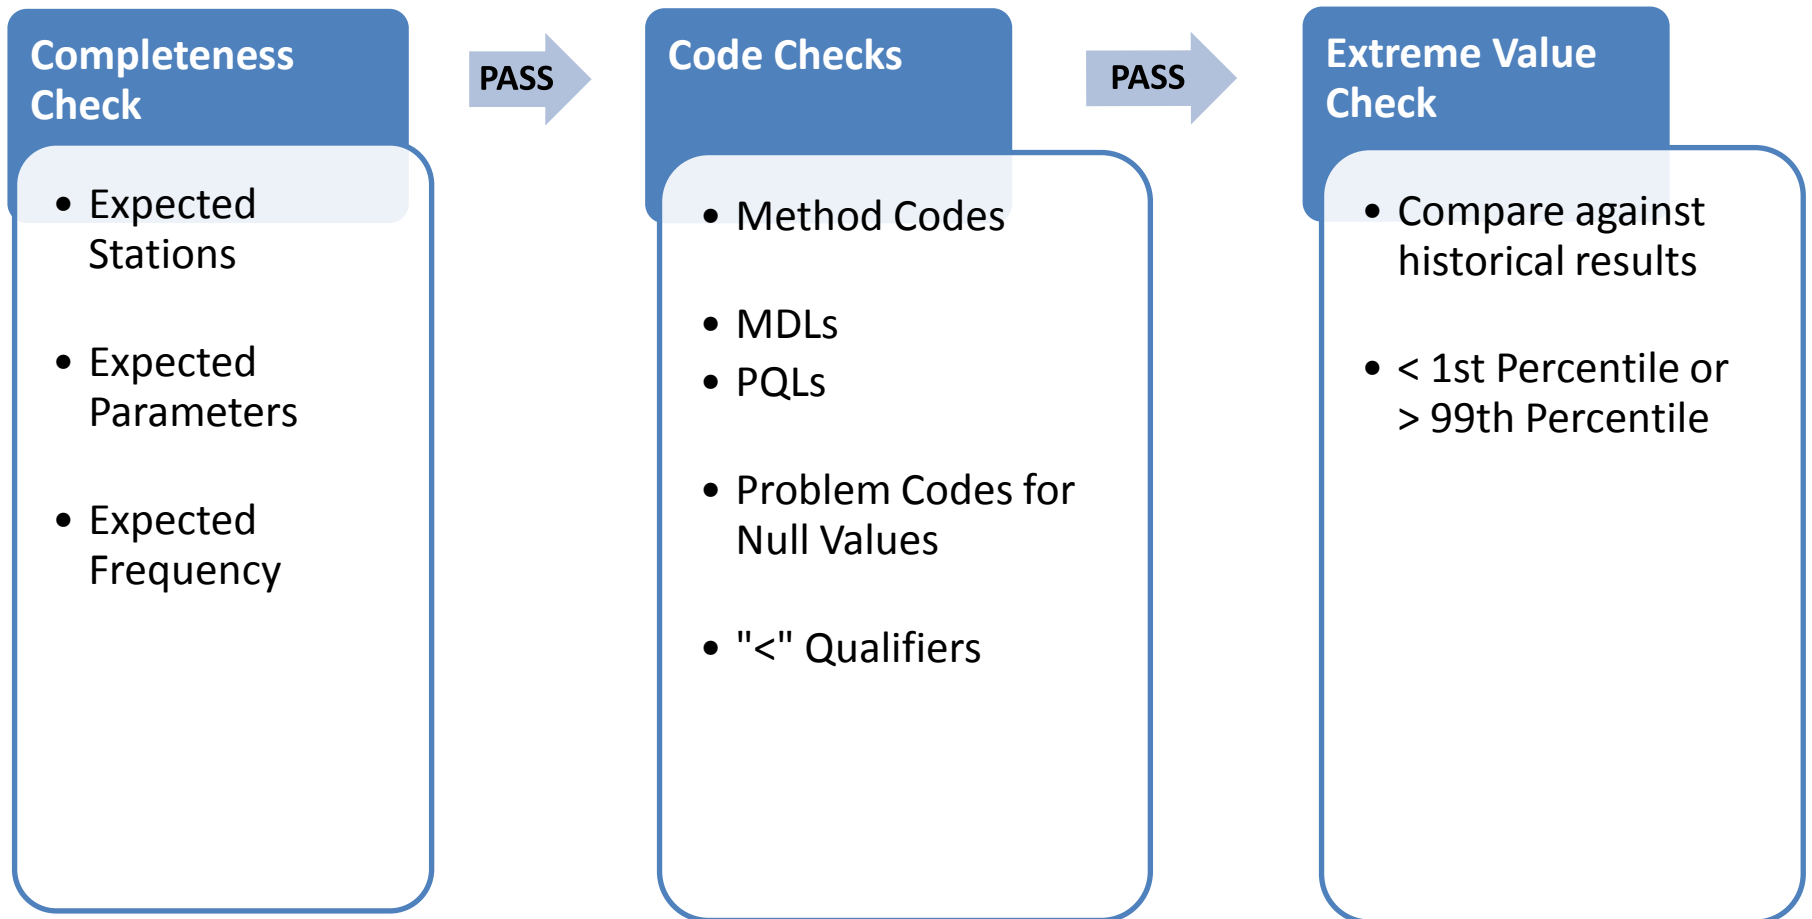 Completeness
Check
• Expected
Stations
• Expected
Parameters
• Expected
Frequency
PASS
Code Checks
• Method Codes
• MDLs
• PQLs
• Problem Codes for
Null Values
• "<" Qualifiers
PASS
Extreme Value
Check
• Compare against
historical results
• < 1st Percentile or
> 99th Percentile